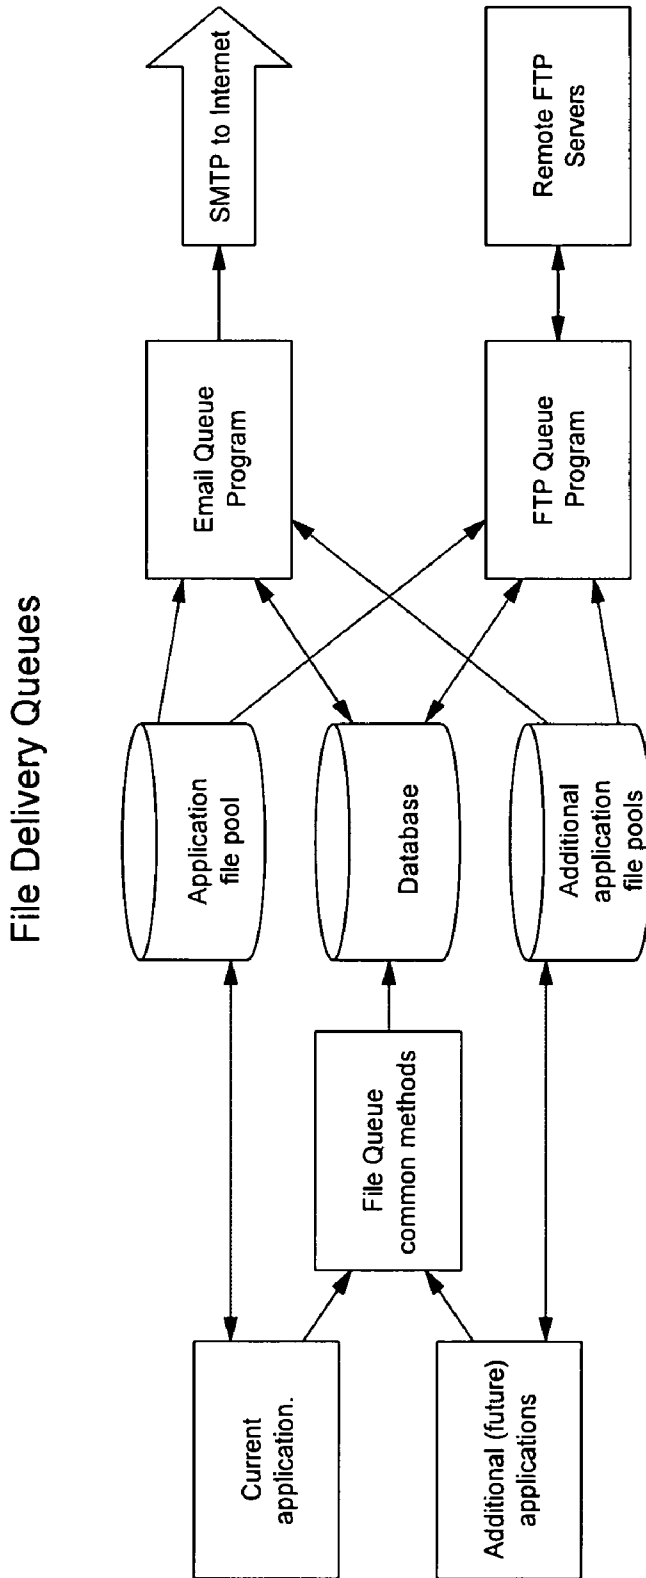 File Delivery Queues
Current
application.
Additional (future)
applications
File Queue
common methods
Application
file pool
Database
Additional
application
file pools
Email Queue
Program
FTP Queue
Program
SMTP to Internet
Remote FTP
Servers